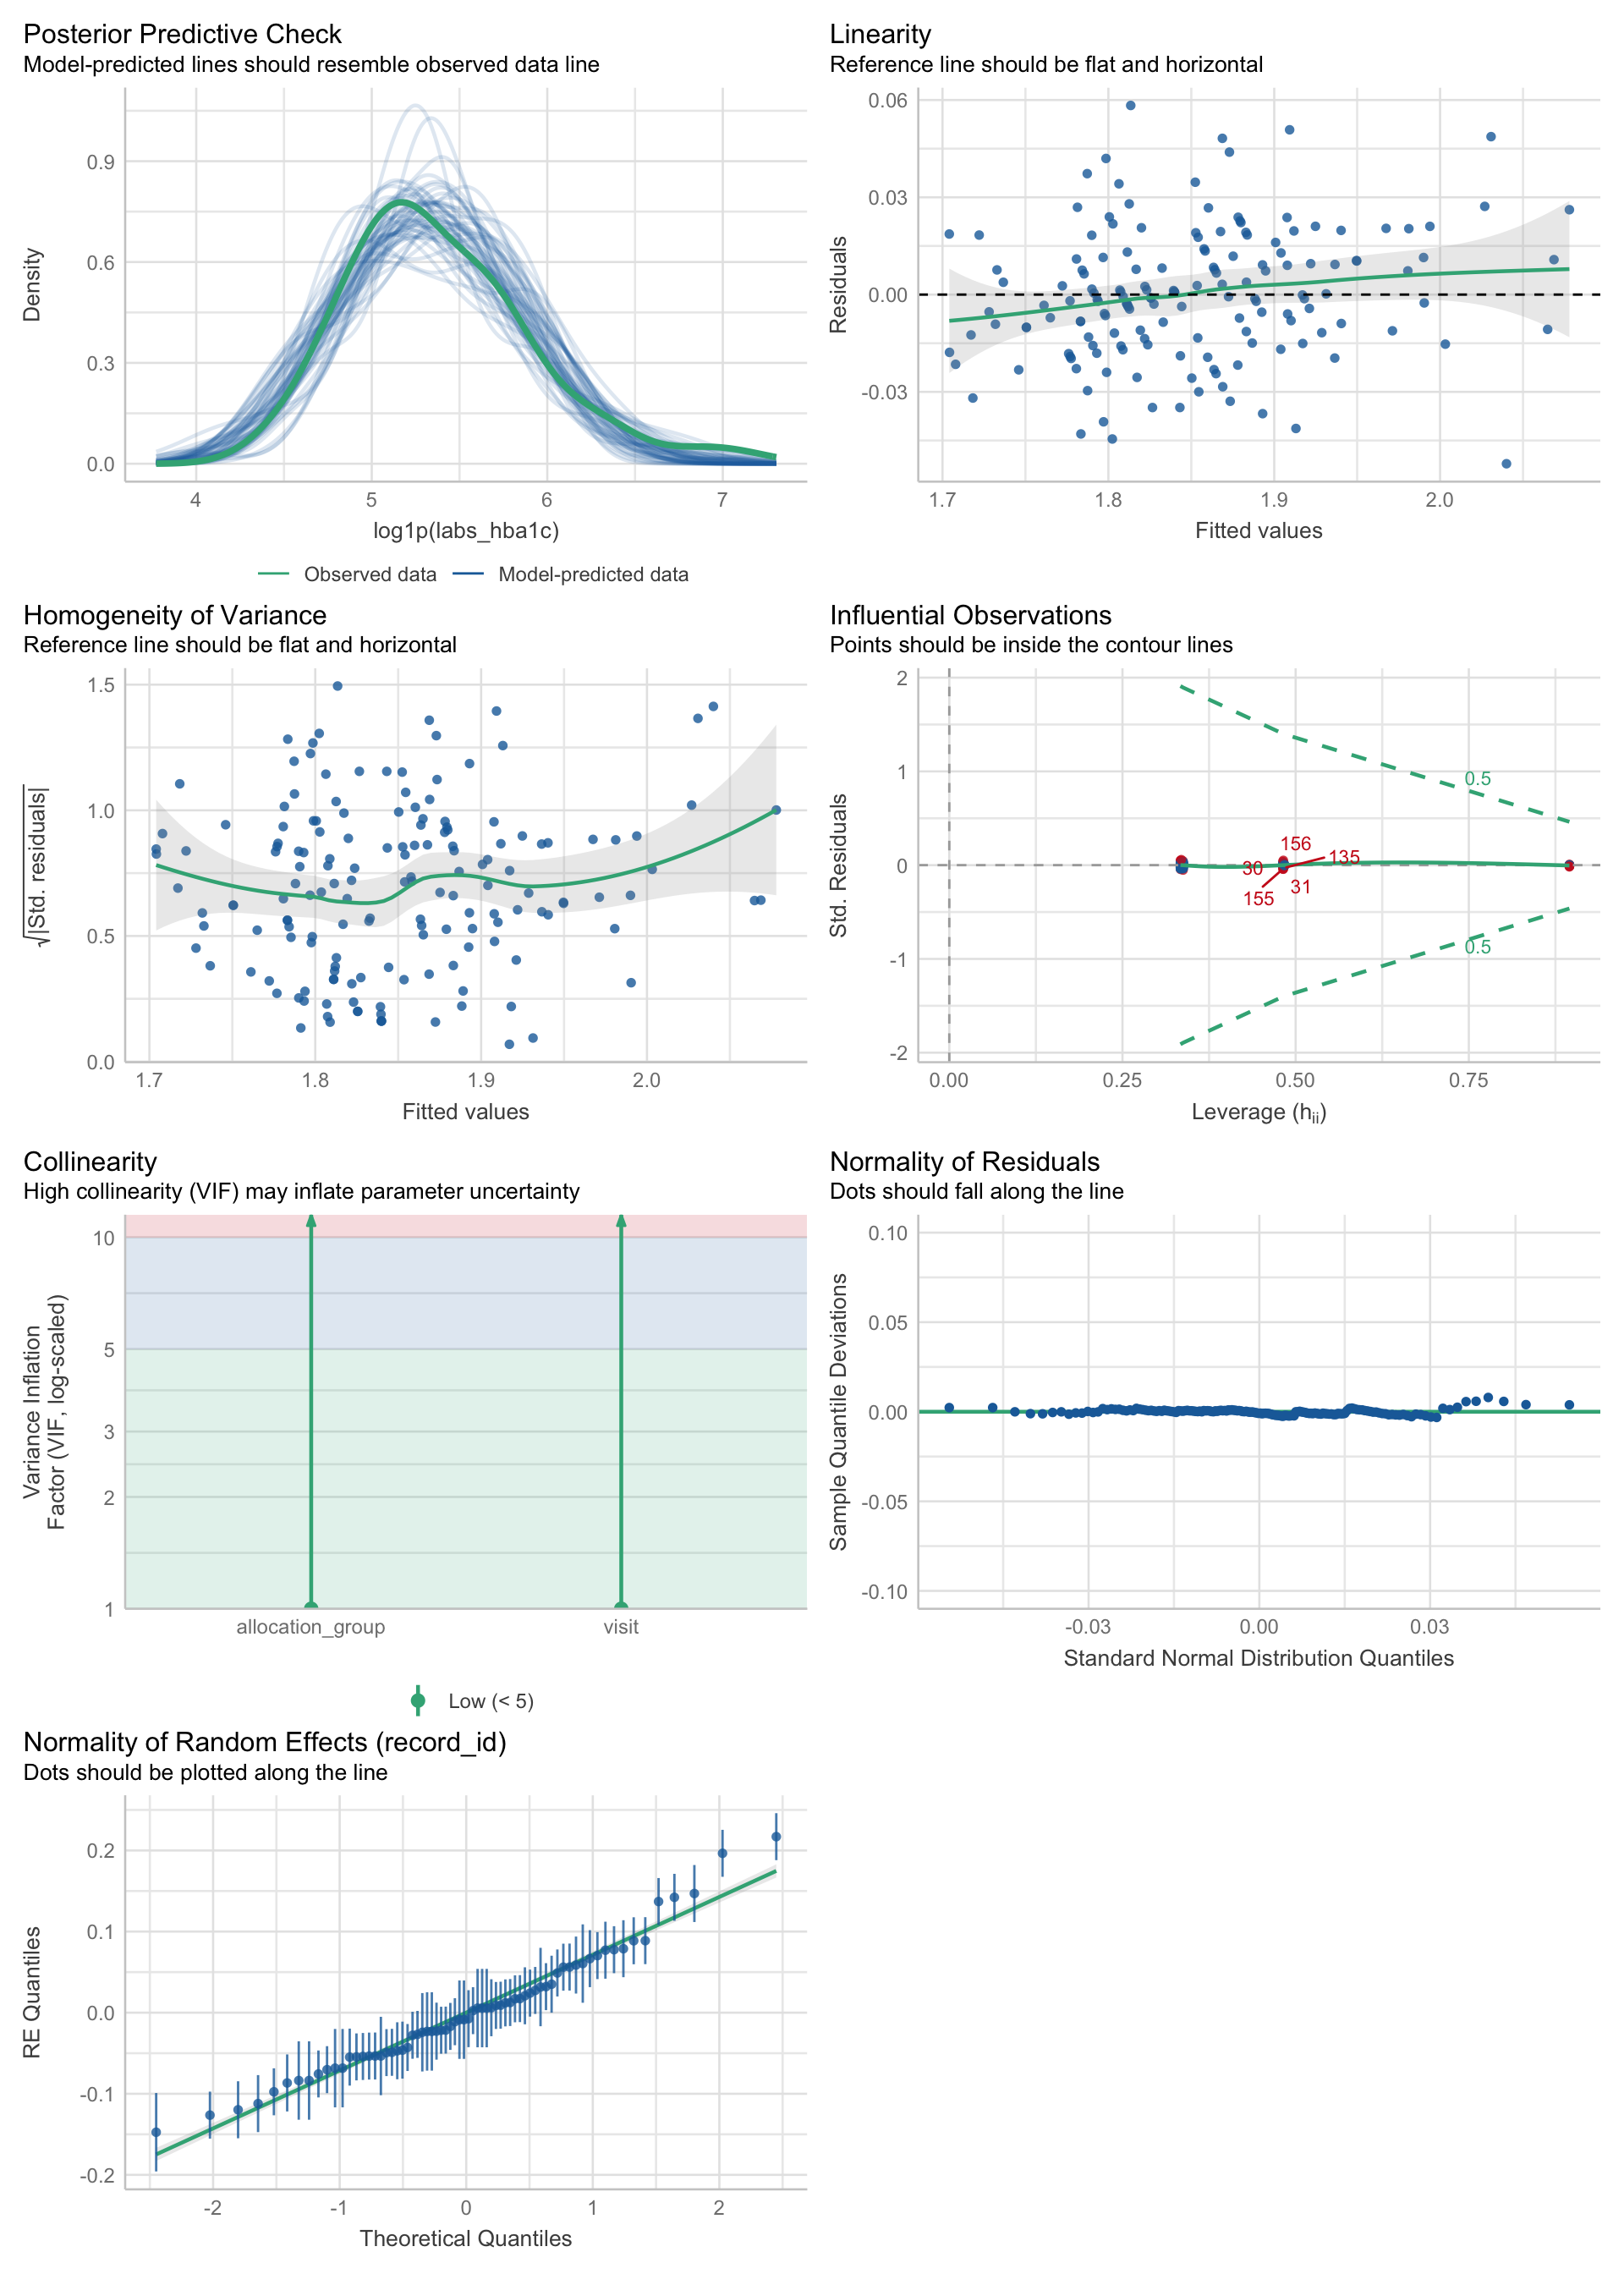 Posterior Predictive Check
Model-predicted lines should resemble observed data line
Density
0.9
0.6
0.3
0.0
4 5 6 7
log1p(labs_hba1c)
Observed data Model-predicted data
Linearity
Reference line should be flat and horizontal
Residuals
0.06
0.03
0.00
-0.03
1.7 1.8 1.9 2.0
Fitted values
Homogeneity of Variance
Reference line should be flat and horizontal
√|Std. residuals|
1.5
1.0
0.5
0.0
1.7 1.8 1.9 2.0
Fitted values
Influential Observations
Points should be inside the contour lines
Std. Residuals
2
1
0
-1
-2
0.5
156
135
30
31
155
0.5
0.00 0.25 0.50 0.75
Leverage (hii)
Collinearity
High collinearity (VIF) may inflate parameter uncertainty
Variance Inflation
Factor (VIF, log-scaled)
10
5
3
2
1
allocation_group visit
Low (< 5)
Normality of Residuals
Dots should fall along the line
Sample Quantile Deviations
0.10
0.05
0.00
-0.05
-0.10
-0.03 0.00 0.03
Standard Normal Distribution Quantiles
Normality of Random Effects (record_id)
Dots should be plotted along the line
RE Quantiles
0.2
0.1
0.0
-0.1
-0.2
-2 -1 0 1 2
Theoretical Quantiles